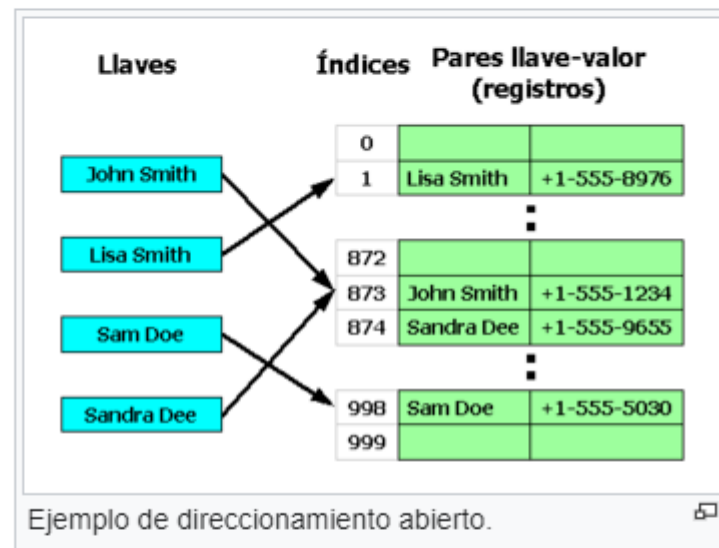 Llaves Índices Pares llave-valor
(registros)
0
John Smith
1 Lisa Smith +1-555-8976
Lisa Smith
872
873 John Smith +1-555-1234
Sam Doe
874 Sandra Dee +1-555-9655
Sandra Dee
998 Sam Doe +1-555-5030
999
Ejemplo de direccionamiento abierto.